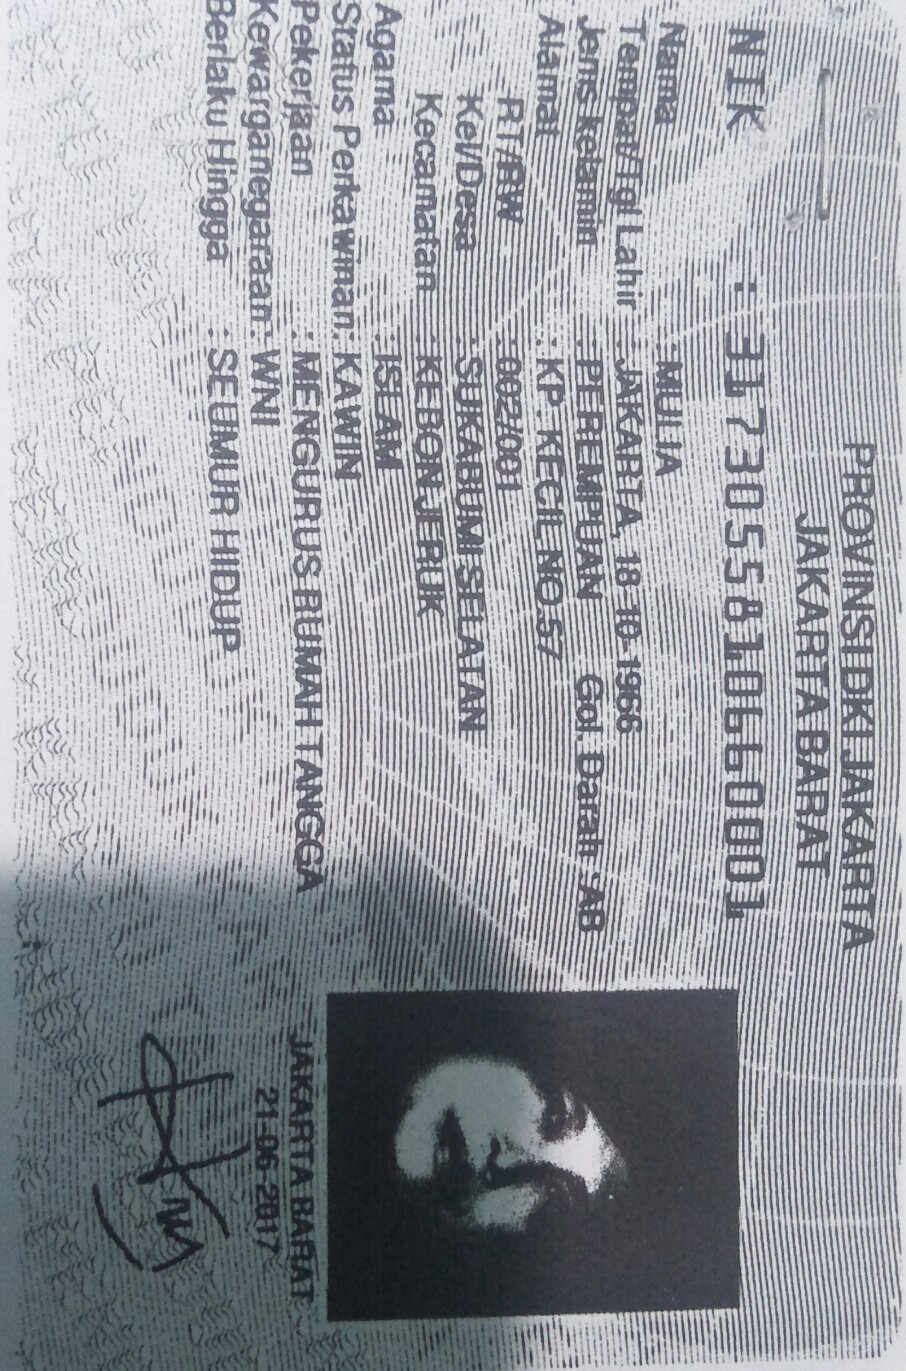 PROVINSI DKI JAKARTA
JAKARTA BARAT
NIK : 3173055810660001
Nama : MULIA
Tempat/Tgl Lahir : JAKARTA, 18-10-1966
Jenis Kelamin : PEREMPUAN Gol. Darah : AB
Alamat : KP. KECIL NO.57
RT/RW : 002/001
Kel/Desa : SUKABUMI SELATAN
Kecamatan : KEBON JERUK
Agama : ISLAM
Status Perkawinan : KAWIN
Pekerjaan : MENGURUS RUMAH TANGGA
Kewarganegaraan : WNI
Berlaku Hingga : SEUMUR HIDUP
JAKARTA BARAT
21-06-2017